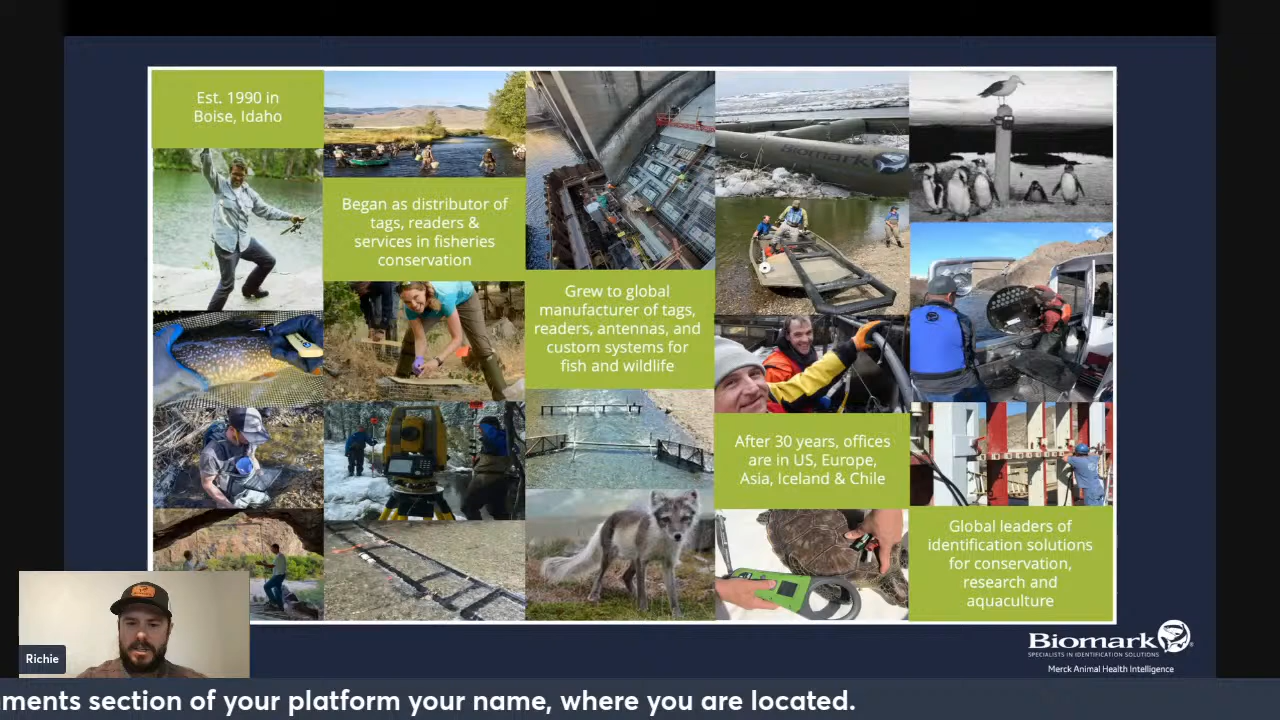 Est. 1990 in
Boise, Idaho
Began as distributor of
tags, readers &
services in fisheries
conservation
Grew to global
manufacturer of tags,
readers, antennas, and
custom systems for
fish and wildlife
Biomark
After 30 years, offices
are in US, Europe,
Asia, Iceland & Chile
Global leaders of
identification solutions
for conservation,
research and
aquaculture
Richie
Biomark®
SPECIALISTS IN IDENTIFICATION SOLUTIONS
Merck Animal Health Intelligence
ments section of your platform your name, where you are located.